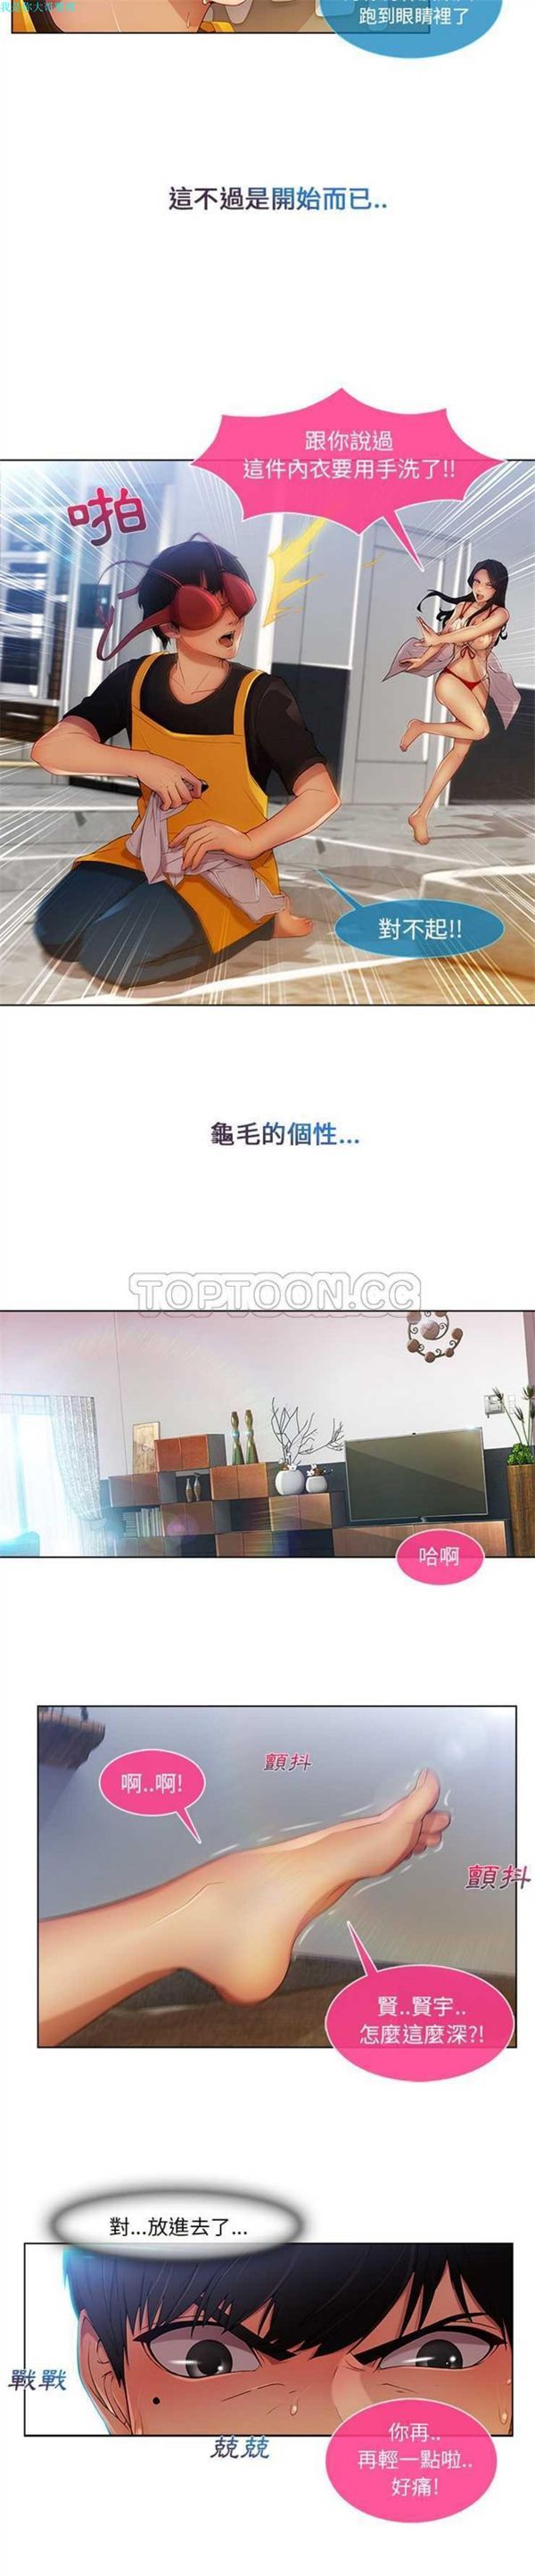 跑到眼睛裡了
這不過是開始而已..
跟你說過
這件內衣要用手洗了!!
啪
對不起!!
龜毛的個性...
TOPTOON.CC
哈啊
啊..啊!
顫抖
顫抖
賢..賢宇..
怎麼這麼深?!
對...放進去了...
戰戰
兢兢
你再..
再輕一點啦..
好痛!